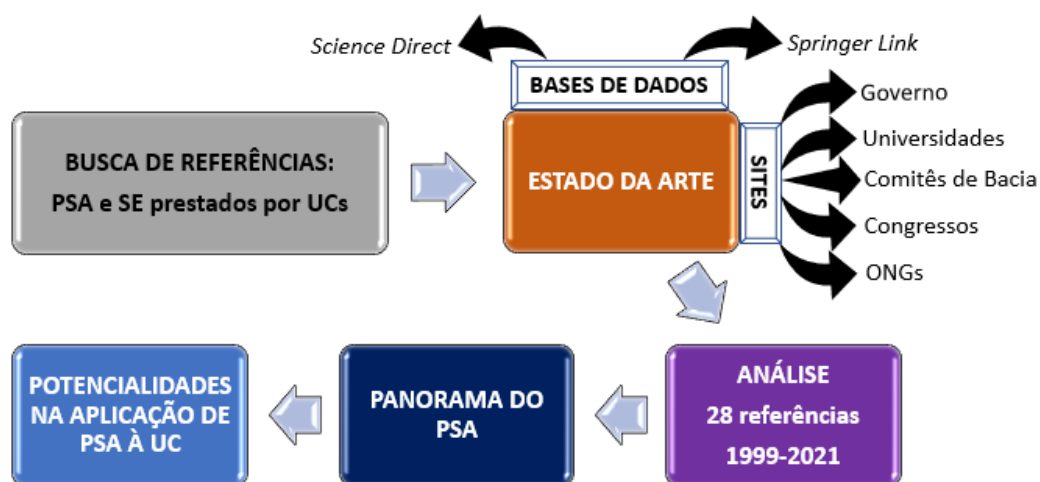 Science Direct
Springer Link
BASES DE DADOS
BUSCA DE REFERÊNCIAS:
PSA e SE prestados por UCs
ESTADO DA ARTE
SITES
Governo
Universidades
Comitês de Bacia
Congressos
ONGs
ANÁLISE
28 referências
1999-2021
PANORAMA DO
PSA
POTENCIALIDADES
NA APLICAÇÃO DE
PSA À UC